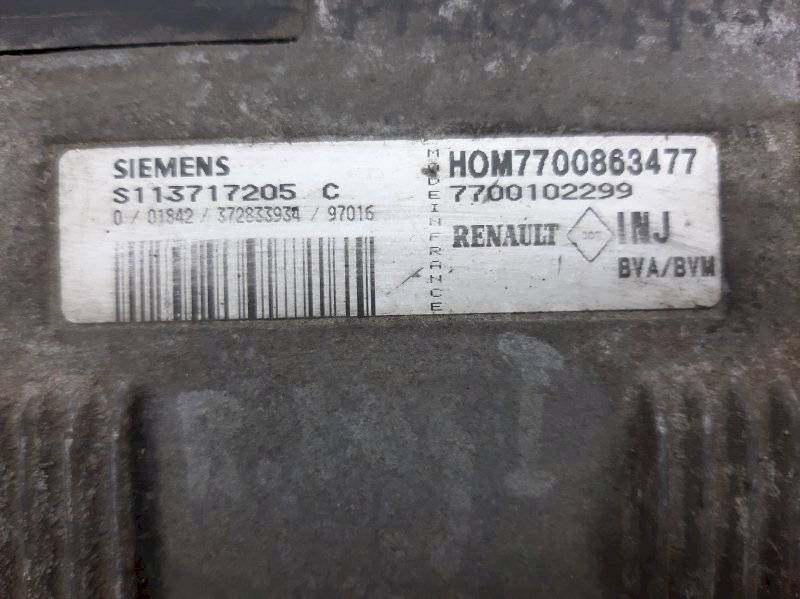 SIEMENS
S113717205 C
0 / 01842 / 372833934 / 97016
MADE IN FRANCE
HOM7700863477
7700102299
RENAULT INJ
BVA/BVM